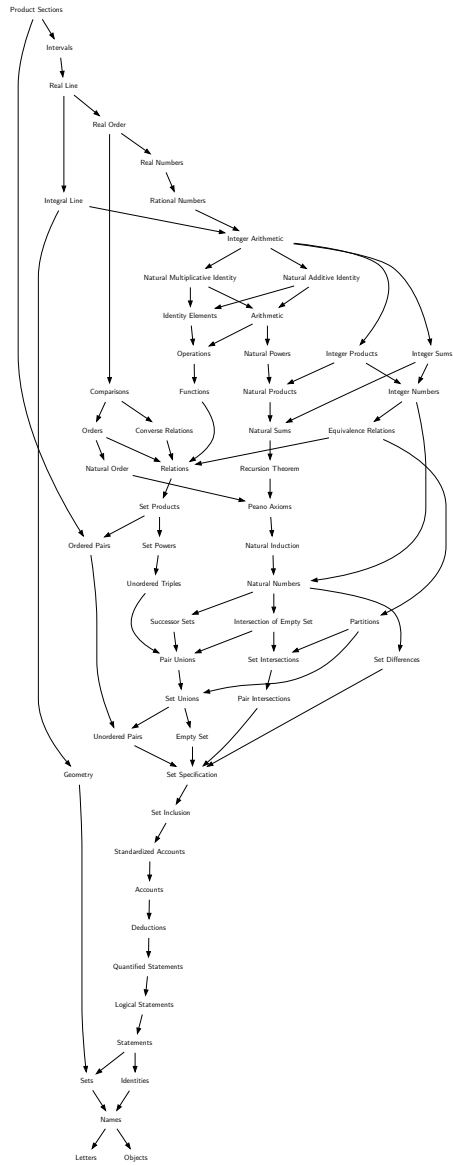 Product Sections
Intervals
Real Line
Real Order
Real Numbers
Integral Line
Rational Numbers
Integer Arithmetic
Natural Multiplicative Identity
Natural Additive Identity
Identity Elements
Arithmetic
Operations
Natural Powers
Integer Products
Integer Sums
Comparisons
Functions
Natural Products
Integer Numbers
Orders
Converse Relations
Natural Sums
Equivalence Relations
Natural Order
Relations
Recursion Theorem
Set Products
Peano Axioms
Ordered Pairs
Set Powers
Natural Induction
Unordered Triples
Natural Numbers
Successor Sets
Intersection of Empty Set
Partitions
Pair Unions
Set Intersections
Set Differences
Set Unions
Pair Intersections
Unordered Pairs
Empty Set
Geometry
Set Specification
Set Inclusion
Standardized Accounts
Accounts
Deductions
Quantified Statements
Logical Statements
Statements
Sets
Identities
Names
Letters
Objects